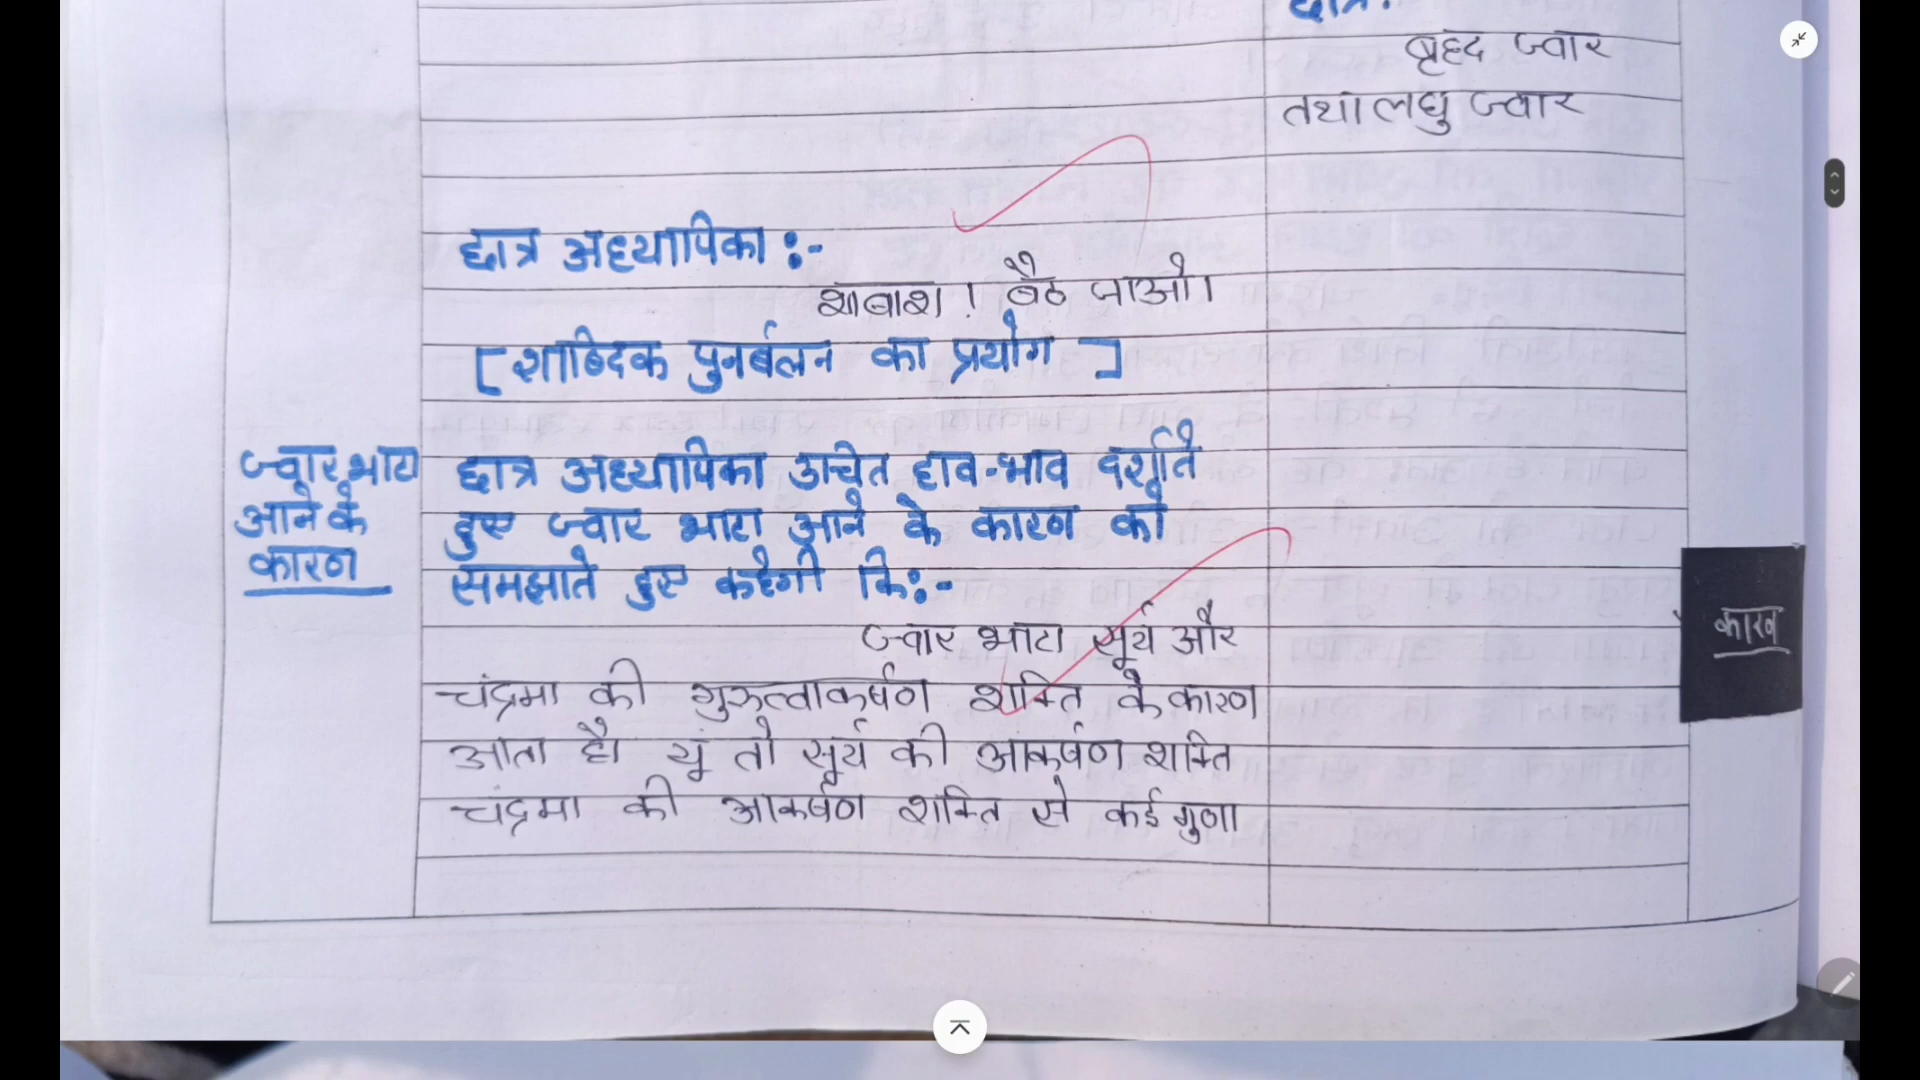 छात्र:
बृहद ज्वार
तथा लघु ज्वार
छात्र अध्यापिका :-
शाबाश ! बैठ जाओ।
[ शाब्दिक पुनर्बलन का प्रयोग ]
ज्वार भाटा
आने के
कारण
छात्र अध्यापिका उचित हाव-भाव दर्शाते
हुए ज्वार भाटा आने के कारण को
समझाते हुए कहेगी कि:-
ज्वार भाटा सूर्य और
चंद्रमा की गुरुत्वाकर्षण शक्ति के कारण
आता है। यूं तो सूर्य की आकर्षण शक्ति
चंद्रमा की आकर्षण शक्ति से कई गुणा
कारण